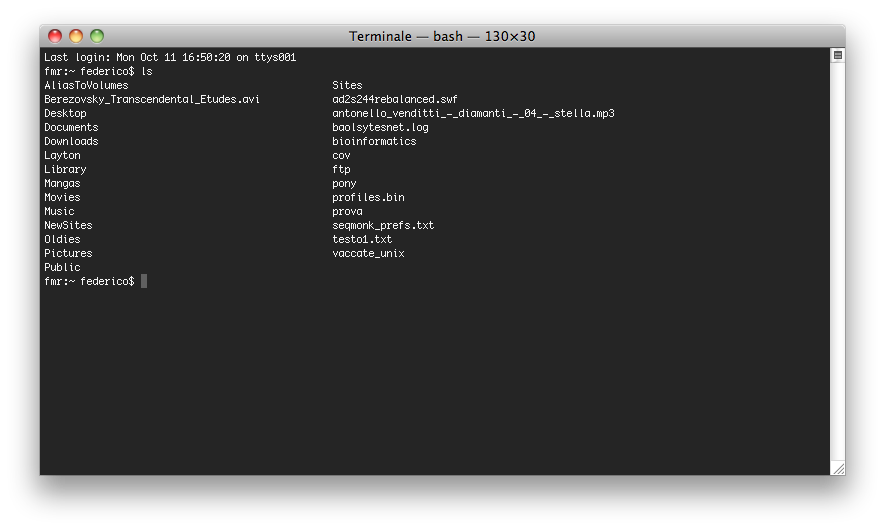 Terminale — bash — 130×30
Last login: Mon Oct 11 16:50:20 on ttys001
fmr:~ federico$ ls
AliasToVolumes Sites
Berezovsky_Transcendental_Etudes.avi ad2s244rebalanced.swf
Desktop antonello_venditti_-_diamanti_-_04_-_stella.mp3
Documents baolsytesnet.log
Downloads bioinformatics
Layton cov
Library ftp
Mangas pony
Movies profiles.bin
Music prova
NewSites seqmonk_prefs.txt
Oldies testo1.txt
Pictures vaccate_unix
Public
fmr:~ federico$